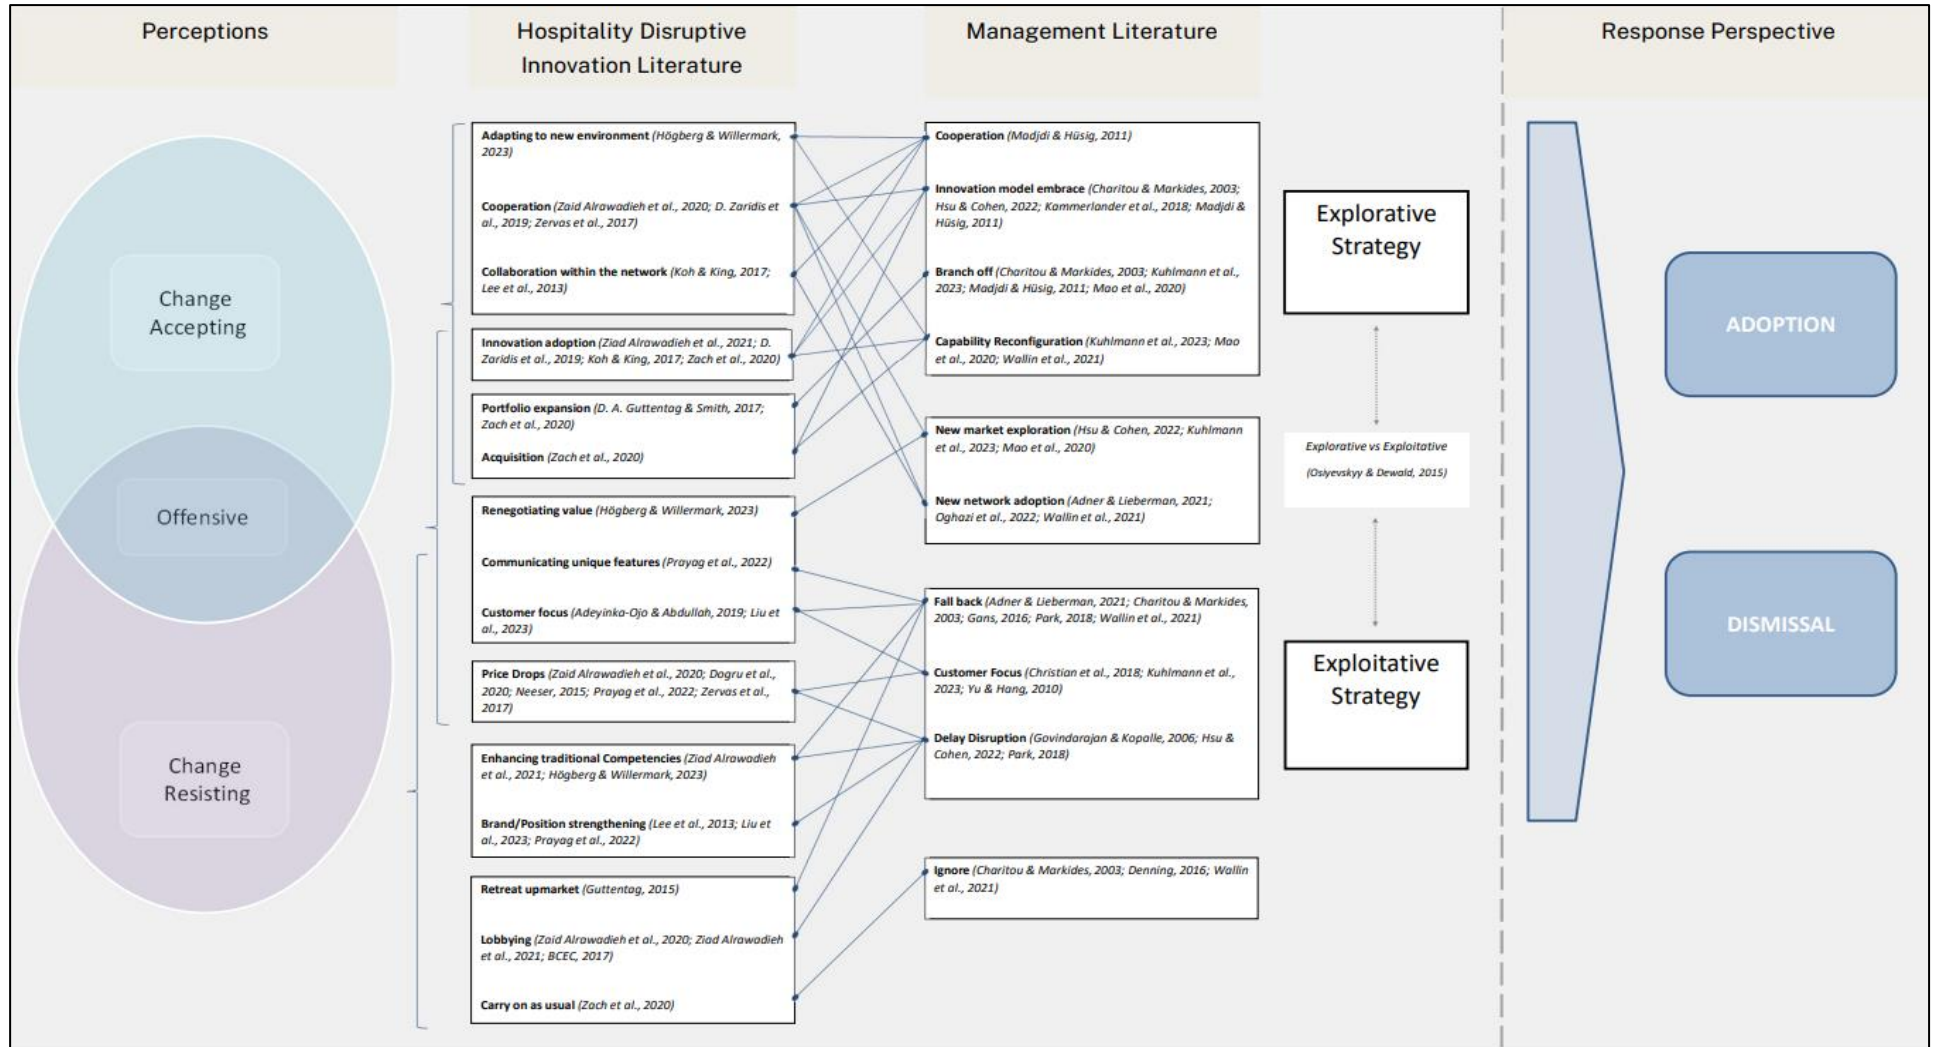 Perceptions
Hospitality Disruptive
Innovation Literature
Management Literature
Response Perspective
Change
Accepting
Offensive
Change
Resisting
Adapting to new environment (Högberg & Willermark,
2023)
Cooperation (Zaid Alrawadieh et al., 2020; D. Zaridis et
al., 2019; Zervas et al., 2017)
Collaboration within the network (Koh & King, 2017;
Lee et al., 2013)
Innovation adoption (Ziad Alrawadieh et al., 2021; D.
Zaridis et al., 2019; Koh & King, 2017; Zach et al., 2020)
Portfolio expansion (D. A. Guttentag & Smith, 2017;
Zach et al., 2020)
Acquisition (Zach et al., 2020)
Renegotiating value (Högberg & Willermark, 2023)
Communicating unique features (Prayag et al., 2022)
Customer focus (Adeyinka-Ojo & Abdullah, 2019; Liu et
al., 2023)
Price Drops (Zaid Alrawadieh et al., 2020; Dogru et al.,
2020; Neeser, 2015; Prayag et al., 2022; Zervas et al.,
2017)
Enhancing traditional Competencies (Ziad Alrawadieh
et al., 2021; Högberg & Willermark, 2023)
Brand/Position strengthening (Lee et al., 2013; Liu et
al., 2023; Prayag et al., 2022)
Retreat upmarket (Guttentag, 2015)
Lobbying (Zaid Alrawadieh et al., 2020; Ziad Alrawadieh
et al., 2021; BCEC, 2017)
Carry on as usual (Zach et al., 2020)
Cooperation (Madjdi & Hüsig, 2011)
Innovation model embrace (Charitou & Markides, 2003;
Hsu & Cohen, 2022; Kammerlander et al., 2018; Madjdi &
Hüsig, 2011)
Branch off (Charitou & Markides, 2003; Kuhlmann et al.,
2023; Madjdi & Hüsig, 2011; Mao et al., 2020)
Capability Reconfiguration (Kuhlmann et al., 2023; Mao
et al., 2020; Wallin et al., 2021)
New market exploration (Hsu & Cohen, 2022; Kuhlmann
et al., 2023; Mao et al., 2020)
New network adoption (Adner & Lieberman, 2021;
Oghazi et al., 2022; Wallin et al., 2021)
Fall back (Adner & Lieberman, 2021; Charitou & Markides,
2003; Gans, 2016; Park, 2018; Wallin et al., 2021)
Customer Focus (Christian et al., 2018; Kuhlmann et al.,
2023; Yu & Hang, 2010)
Delay Disruption (Govindarajan & Kopalle, 2006; Hsu &
Cohen, 2022; Park, 2018)
Ignore (Charitou & Markides, 2003; Denning, 2016; Wallin
et al., 2021)
Explorative
Strategy
Explorative vs Exploitative
(Osiyevskyy & Dewald, 2015)
Exploitative
Strategy
ADOPTION
DISMISSAL